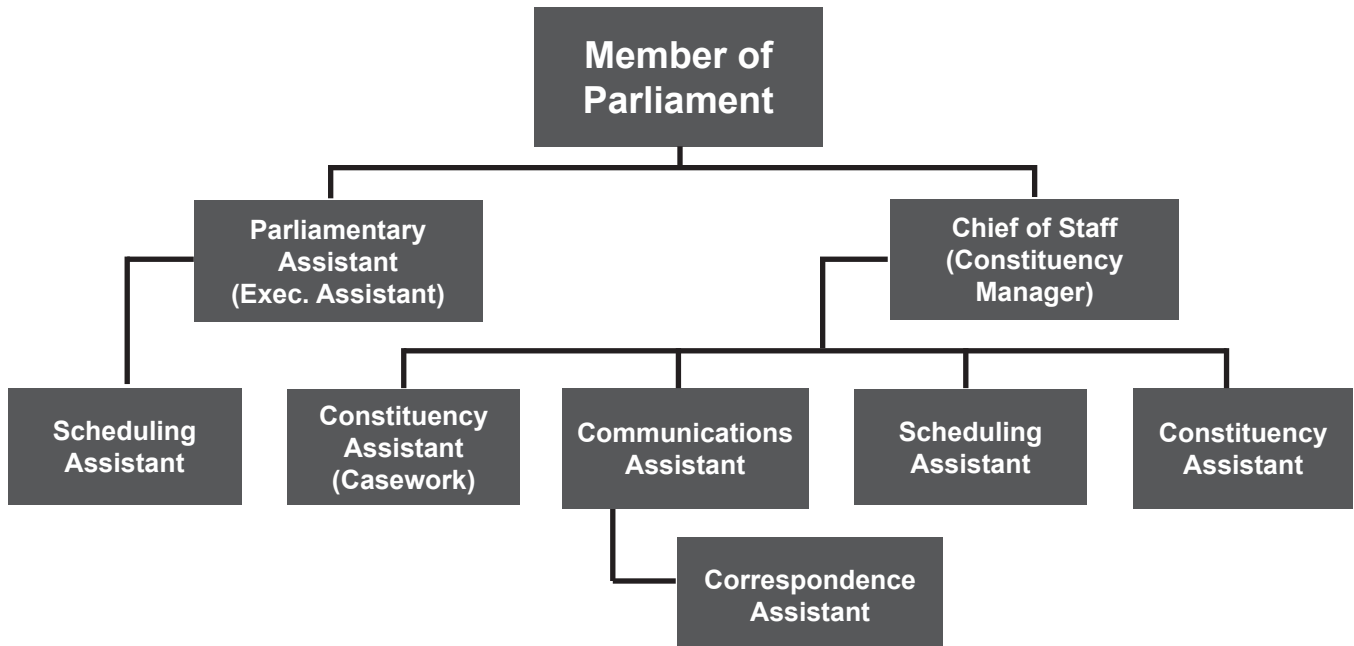 Member of
Parliament
Parliamentary
Assistant
(Exec. Assistant)
Chief of Staff
(Constituency
Manager)
Scheduling
Assistant
Constituency
Assistant
(Casework)
Communications
Assistant
Scheduling
Assistant
Constituency
Assistant
Correspondence
Assistant